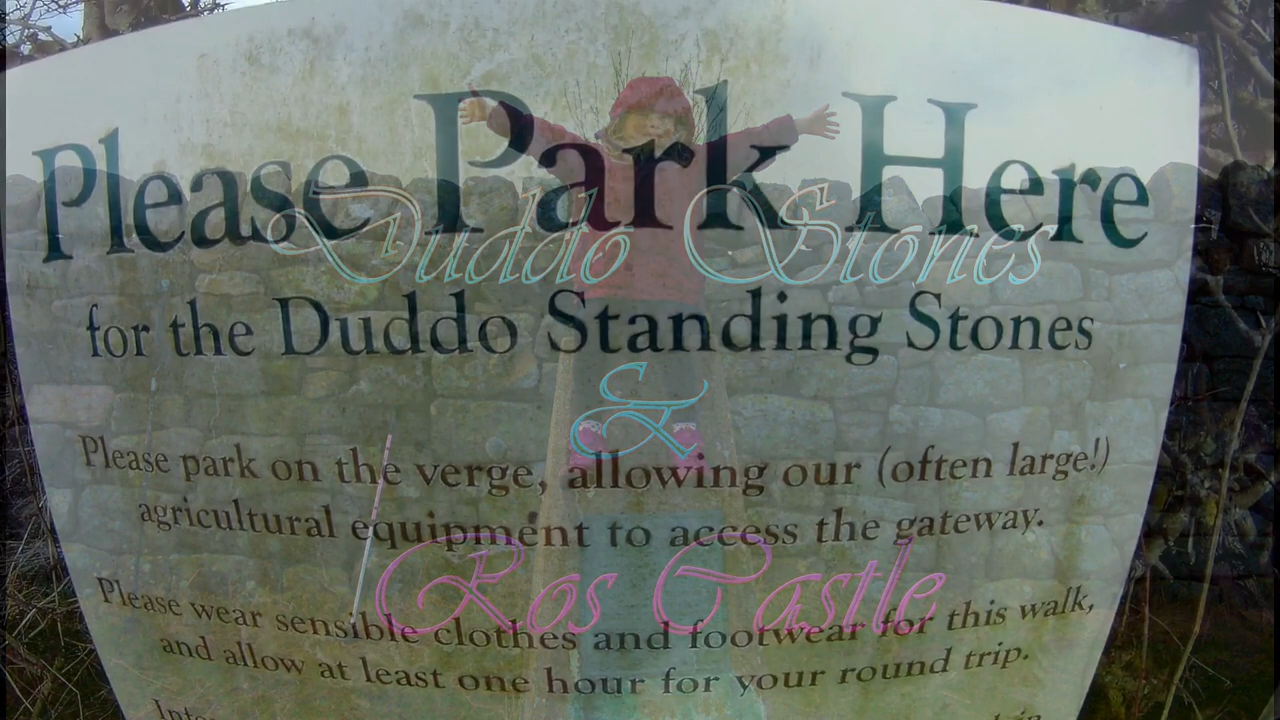 Please Park Here
Duddo Stones
for the Duddo Standing Stones
&
Please park on the verge, allowing our (often large!)
agricultural equipment to access the gateway.
Ros Castle
Please wear sensible clothes and footwear for this walk,
and allow at least one hour for your round trip.